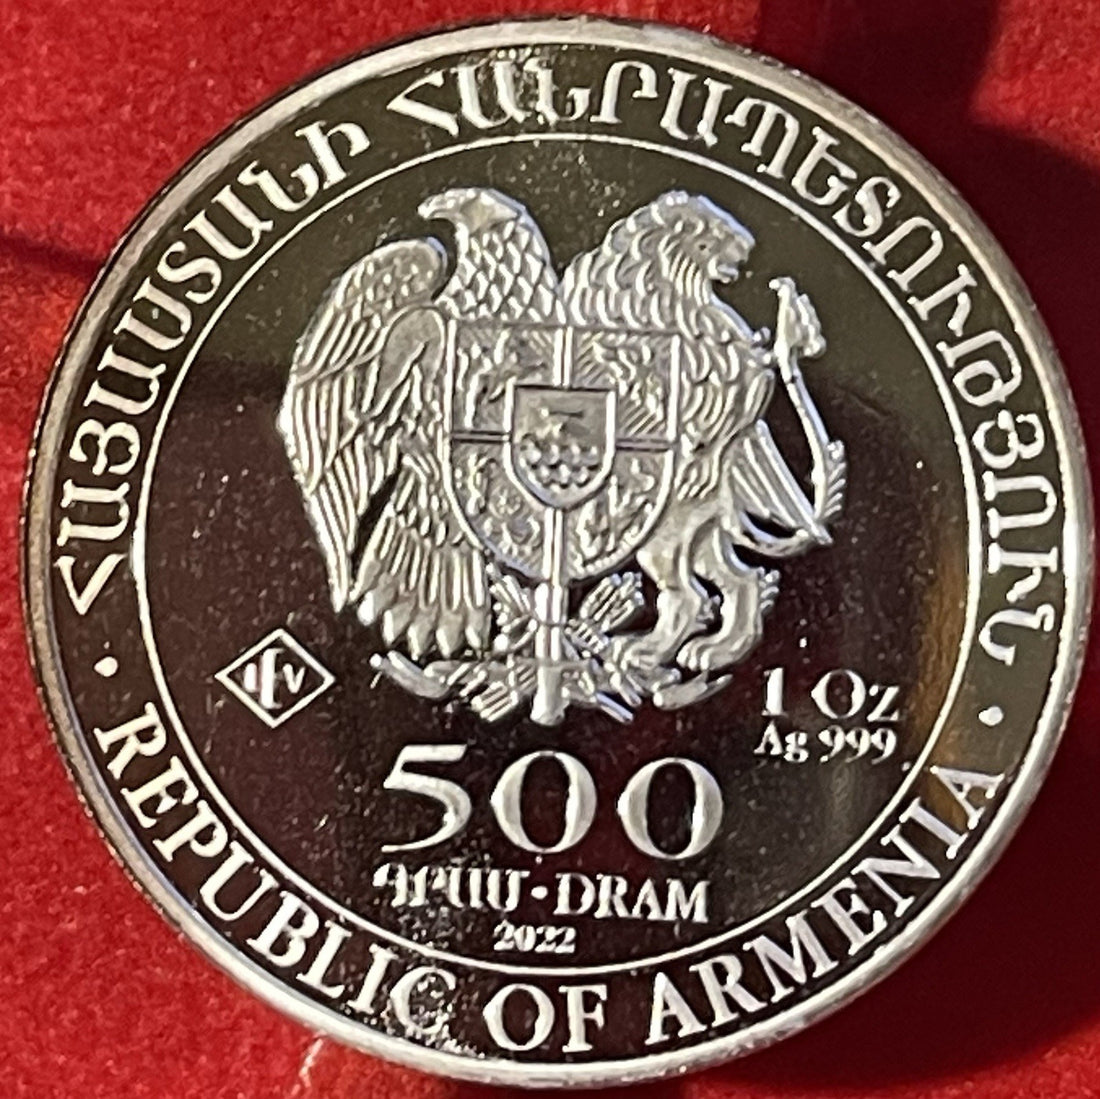 ՀԱՅԱՍՏԱՆԻ ՀԱՆՐԱՊԵՏՈՒԹՅՈՒՆ
1 Oz
Ag 999
500
ԴՐԱՄ · DRAM
2022
· REPUBLIC OF ARMENIA ·